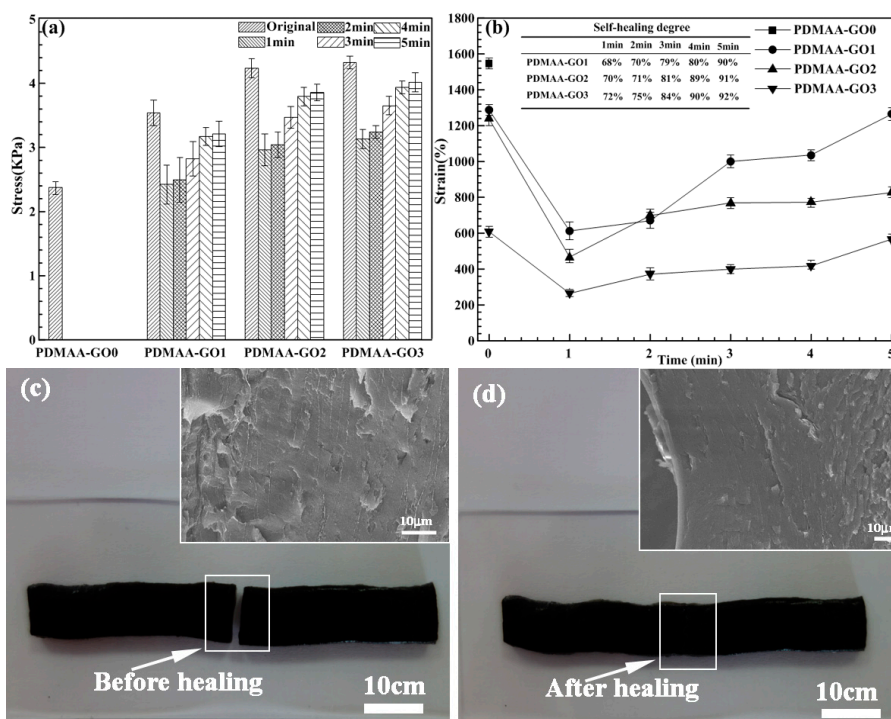 (a)
Original 2min 4min
1min 3min 5min
Stress(KPa)
5
4
3
2
1
0
PDMAA-GO0 PDMAA-GO1 PDMAA-GO2 PDMAA-GO3
(b)
Self-healing degree
1min 2min 3min 4min 5min
PDMAA-GO1 68% 70% 79% 80% 90%
PDMAA-GO2 70% 71% 81% 89% 91%
PDMAA-GO3 72% 75% 84% 90% 92%
PDMAA-GO0
PDMAA-GO1
PDMAA-GO2
PDMAA-GO3
Strain(%)
1800
1600
1400
1200
1000
800
600
400
200
0
0 1 2 3 4 5
Time (min)
(c)
10μm
Before healing
10cm
(d)
10μ
After healing
10cm